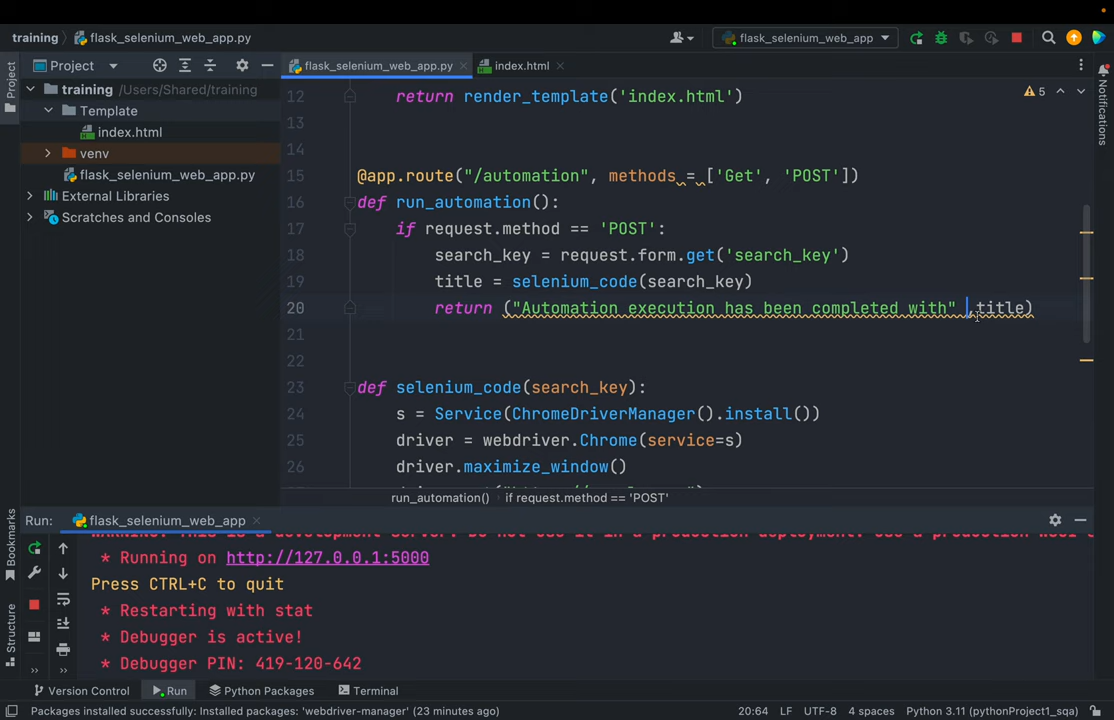 training flask_selenium_web_app.py flask_selenium_web_app
Project flask_selenium_web_app.py index.html
Project
training /Users/Shared/training
Template
index.html
venv
flask_selenium_web_app.py
External Libraries
Scratches and Consoles
12 return render_template('index.html') 5
13
14
15 @app.route("/automation", methods = ['Get', 'POST'])
16 def run_automation():
17 if request.method == 'POST':
18 search_key = request.form.get('search_key')
19 title = selenium_code(search_key)
20 return ("Automation execution has been completed with" ,title)
21
22
23 def selenium_code(search_key):
24 s = Service(ChromeDriverManager().install())
25 driver = webdriver.Chrome(service=s)
26 driver.maximize_window()
run_automation() if request.method == 'POST'
Notifications
Bookmarks
Structure
Run: flask_selenium_web_app
* Running on http://127.0.0.1:5000
Press CTRL+C to quit
* Restarting with stat
* Debugger is active!
* Debugger PIN: 419-120-642
Version Control Run Python Packages Terminal
Packages installed successfully: Installed packages: 'webdriver-manager' (23 minutes ago) 20:64 LF UTF-8 4 spaces Python 3.11 (pythonProject1_sqa)